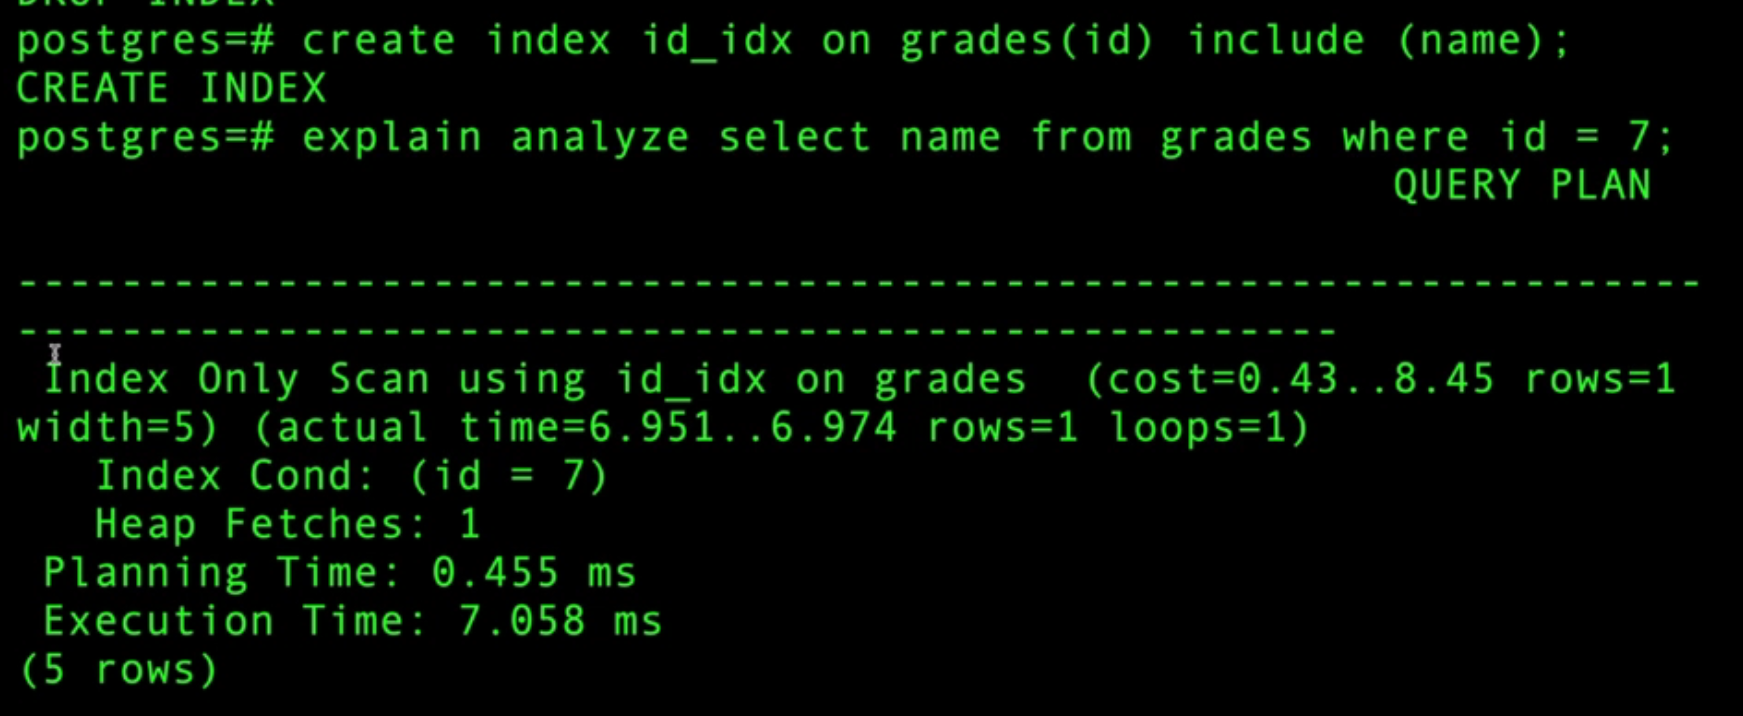 DROP INDEX
postgres=# create index id_idx on grades(id) include (name);
CREATE INDEX
postgres=# explain analyze select name from grades where id = 7;
QUERY PLAN
-----------------------------------------------------------------
---------------------------------------------------
Index Only Scan using id_idx on grades  (cost=0.43..8.45 rows=1
width=5) (actual time=6.951..6.974 rows=1 loops=1)
Index Cond: (id = 7)
Heap Fetches: 1
Planning Time: 0.455 ms
Execution Time: 7.058 ms
(5 rows)